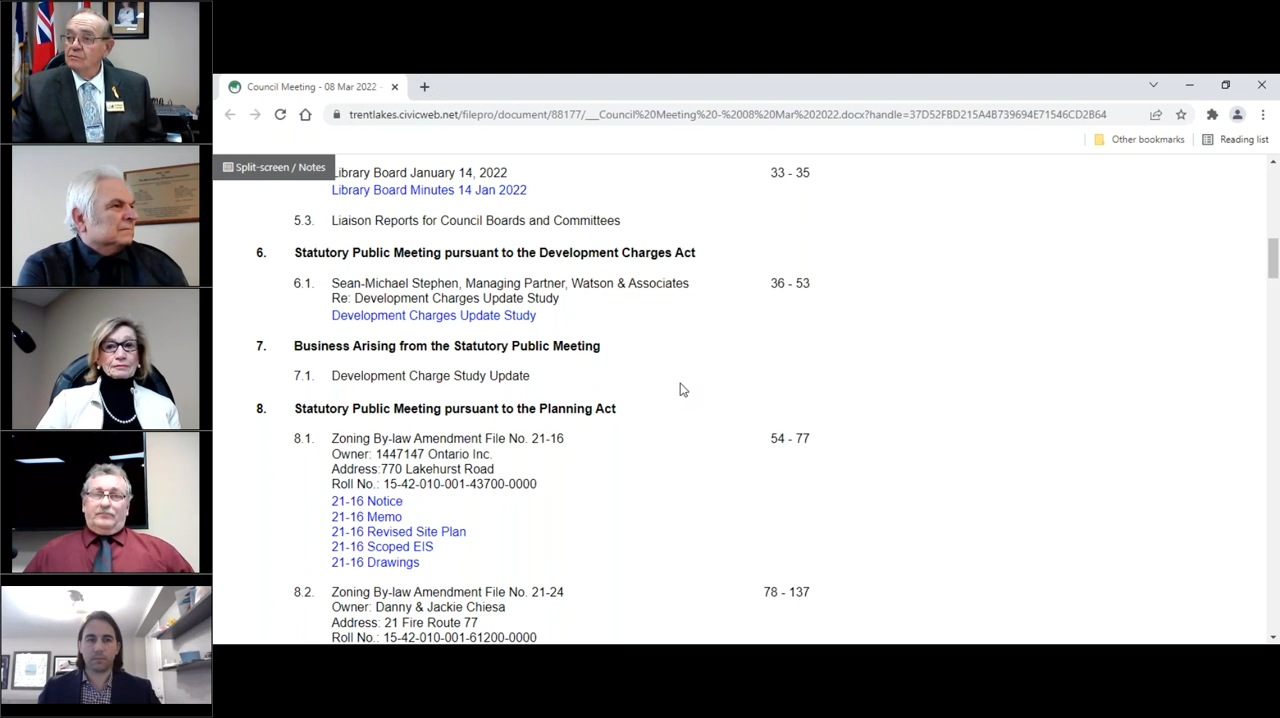 Council Meeting - 08 Mar 2022 -
trentlakes.civicweb.net/filepro/document/88177/___Council%20Meeting%20-%2008%20Mar%202022.docx?handle=37D52FBD215A4B739694E71546CD2B64
Other bookmarks
Reading list
Split-screen / Notes
Library Board January 14, 2022
33 - 35
Library Board Minutes 14 Jan 2022
5.3. Liaison Reports for Council Boards and Committees
6. Statutory Public Meeting pursuant to the Development Charges Act
6.1. Sean-Michael Stephen, Managing Partner, Watson & Associates
36 - 53
Re: Development Charges Update Study
Development Charges Update Study
7. Business Arising from the Statutory Public Meeting
7.1. Development Charge Study Update
8. Statutory Public Meeting pursuant to the Planning Act
8.1. Zoning By-law Amendment File No. 21-16
54 - 77
Owner: 1447147 Ontario Inc.
Address:770 Lakehurst Road
Roll No.: 15-42-010-001-43700-0000
21-16 Notice
21-16 Memo
21-16 Revised Site Plan
21-16 Scoped EIS
21-16 Drawings
8.2. Zoning By-law Amendment File No. 21-24
78 - 137
Owner: Danny & Jackie Chiesa
Address: 21 Fire Route 77
Roll No.: 15-42-010-001-61200-0000